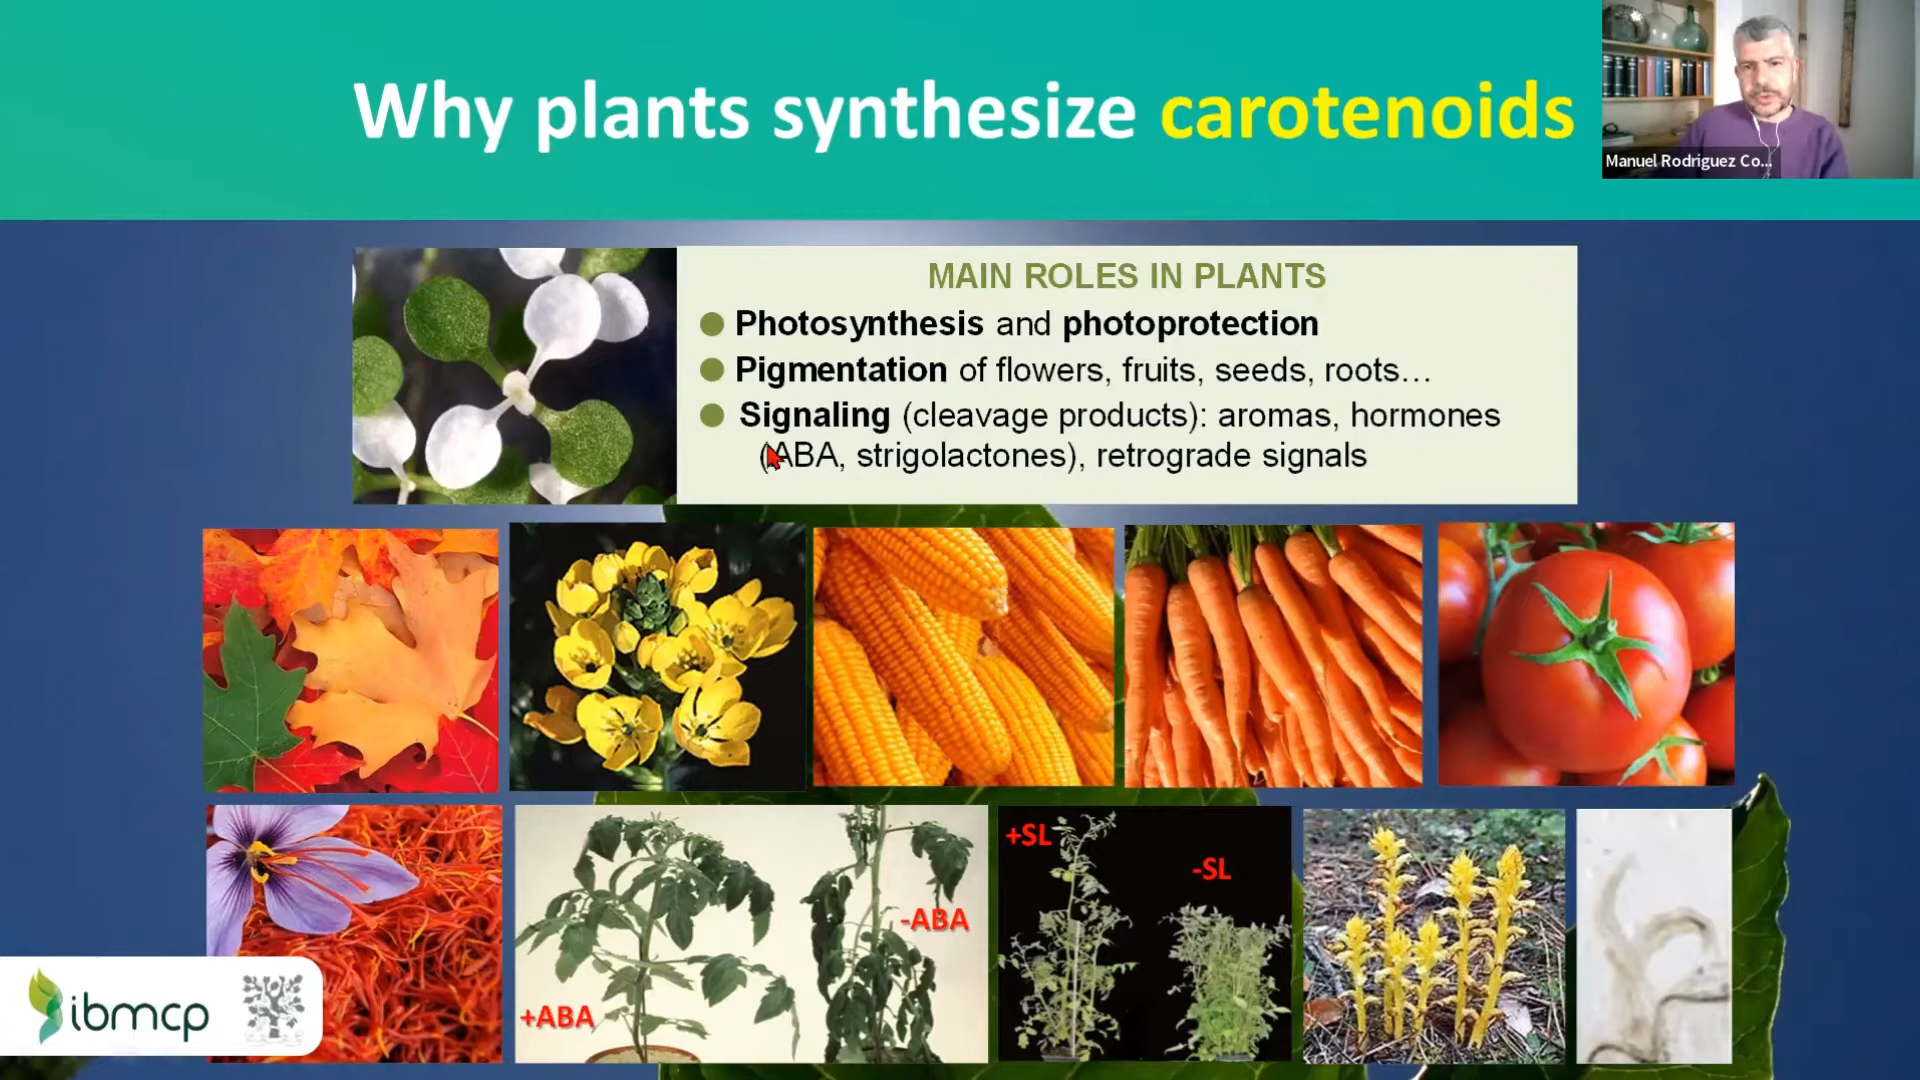 Why plants synthesize carotenoids
Manuel Rodriguez Co...
MAIN ROLES IN PLANTS
Photosynthesis and photoprotection
Pigmentation of flowers, fruits, seeds, roots…
Signaling (cleavage products): aromas, hormones
(ABA, strigolactones), retrograde signals
+SL
-SL
-ABA
+ABA
ibmcp